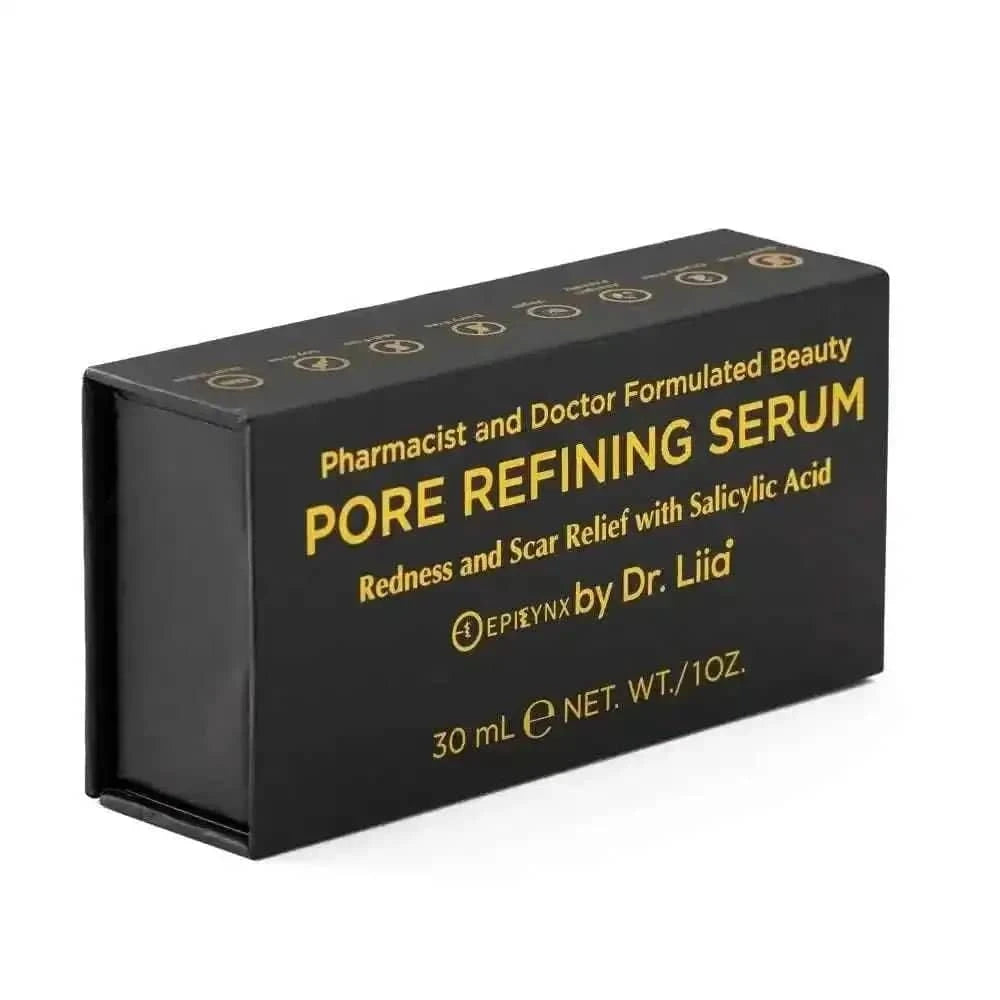 Pharmacist and Doctor Formulated Beauty
PORE REFINING SERUM
Redness and Scar Relief with Salicylic Acid
EPILYNX by Dr. Liia
30 mL e NET. WT./1OZ.